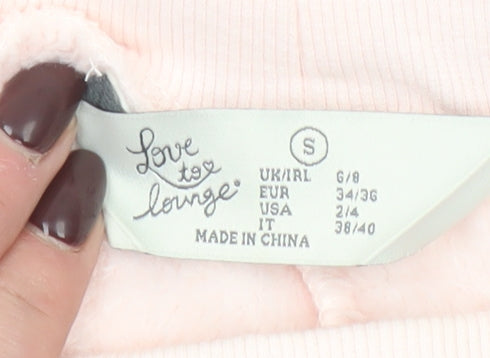 Love
to
lounge
S
UK/IRL 6/8
EUR 34/36
USA 2/4
IT 38/40
MADE IN CHINA